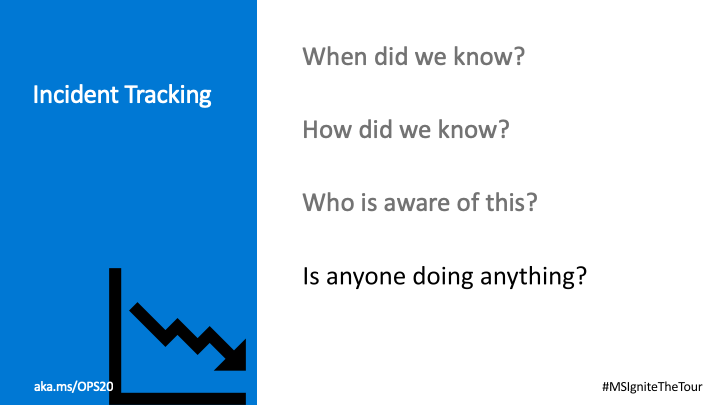 Incident Tracking
When did we know?
How did we know?
Who is aware of this?
Is anyone doing anything?
aka.ms/OPS20
#MSIgniteTheTour